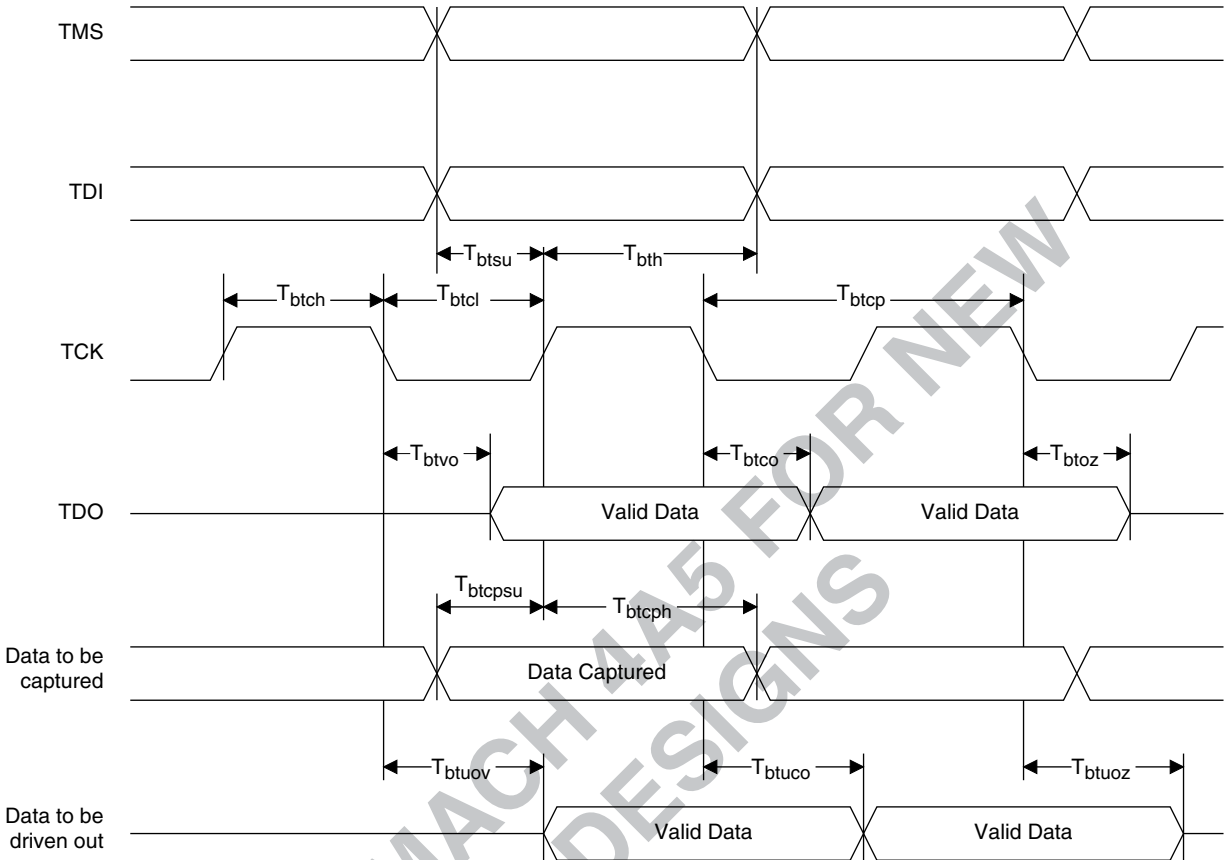 TMS
TDI
T_btsu
T_bth
T_btch
T_btcl
T_btcp
TCK
T_btvo
T_btco
T_btoz
TDO
Valid Data
Valid Data
T_btcpsu
T_btcph
Data to be
captured
Data Captured
T_btuov
T_btuco
T_btuoz
Data to be
driven out
Valid Data
Valid Data
MACH 4A5 FOR NEW
DESIGNS